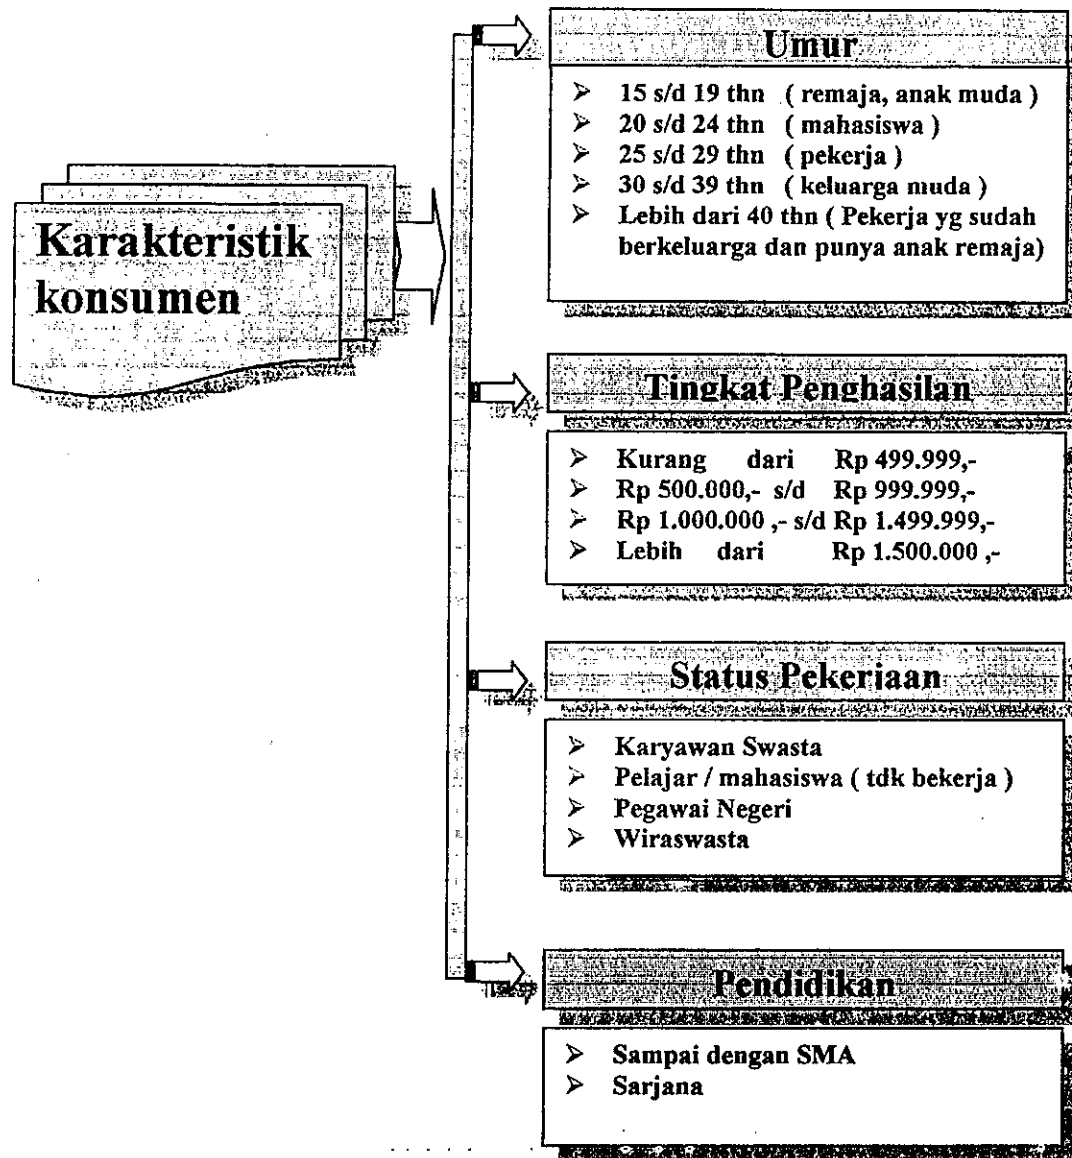 Karakteristik
konsumen
Umur
➢ 15 s/d 19 thn ( remaja, anak muda )
➢ 20 s/d 24 thn ( mahasiswa )
➢ 25 s/d 29 thn ( pekerja )
➢ 30 s/d 39 thn ( keluarga muda )
➢ Lebih dari 40 thn ( Pekerja yg sudah
berkeluarga dan punya anak remaja)
Tingkat Penghasilan
➢ Kurang dari Rp 499.999,-
➢ Rp 500.000,- s/d Rp 999.999,-
➢ Rp 1.000.000 ,- s/d Rp 1.499.999,-
➢ Lebih dari Rp 1.500.000 ,-
Status Pekerjaan
➢ Karyawan Swasta
➢ Pelajar / mahasiswa ( tdk bekerja )
➢ Pegawai Negeri
➢ Wiraswasta
Pendidikan
➢ Sampai dengan SMA
➢ Sarjana